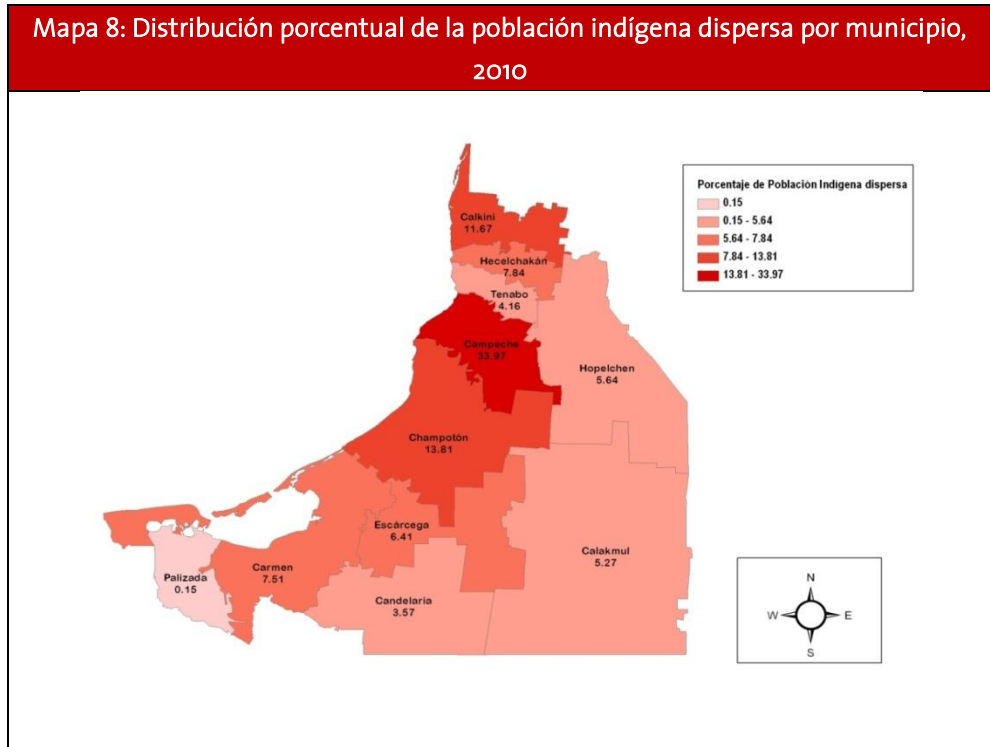 Mapa 8: Distribución porcentual de la población indígena dispersa por municipio,
2010
Porcentaje de Población Indígena dispersa
0.15
0.15 - 5.64
5.64 - 7.84
7.84 - 13.81
13.81 - 33.97
Calkini
11.67
Hecelchakán
7.84
Tenabo
4.16
Campeche
33.97
Hopelchen
5.64
Champotón
13.81
Escárcega
6.41
Calakmul
5.27
Carmen
7.51
Palizada
0.15
Candelaria
3.57
N
W
E
S